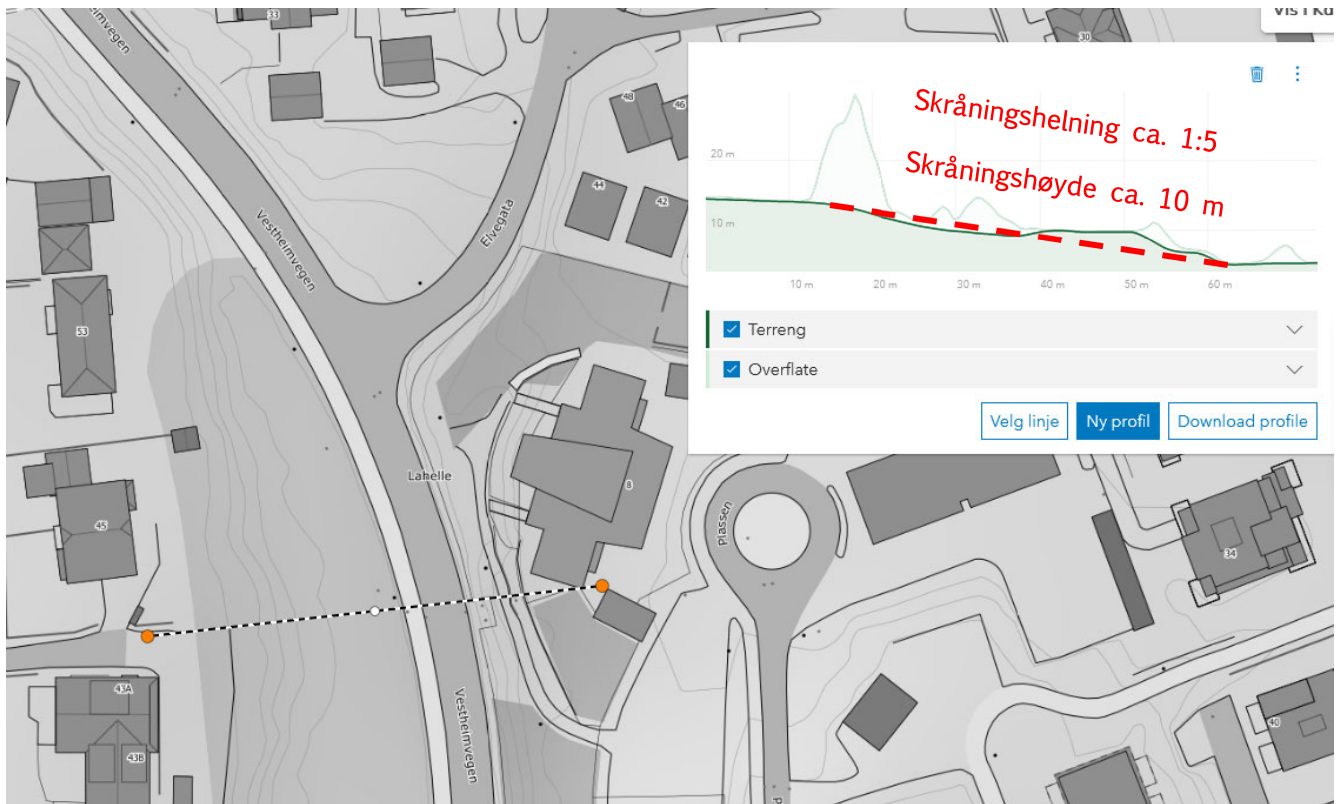 33
Vis i Ka
30
Vestheimvegen
4B
46
44
42
Elvegata
Vestheimvegen
53
Skråningshelning ca. 1:5
Skråningshøyde ca. 10 m
20 m
10 m
10 m 20 m 30 m 40 m 50 m 60 m
Terreng
Overflate
Velg linje Ny profil Download profile
Lahelle
8
45
Plassen
34
43A
43B
Vestheimvegen
40